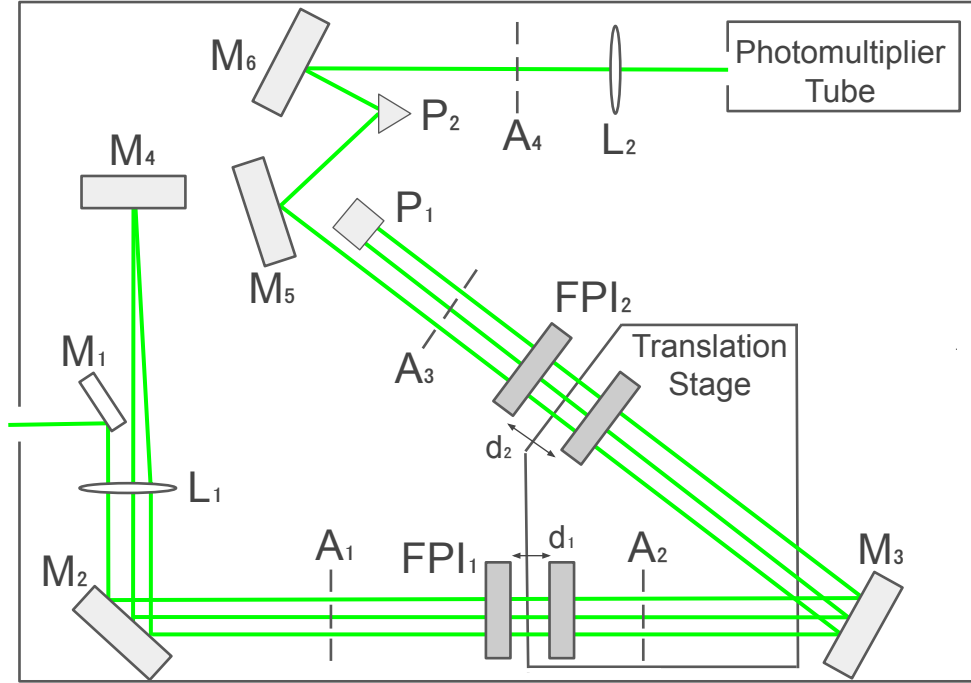 M₆
Photomultiplier
Tube
P₂
A₄
L₂
M₄
P₁
M₅
FPI₂
Translation
Stage
M₁
A₃
d₂
L₁
A₁
FPI₁
d₁
A₂
M₃
M₂